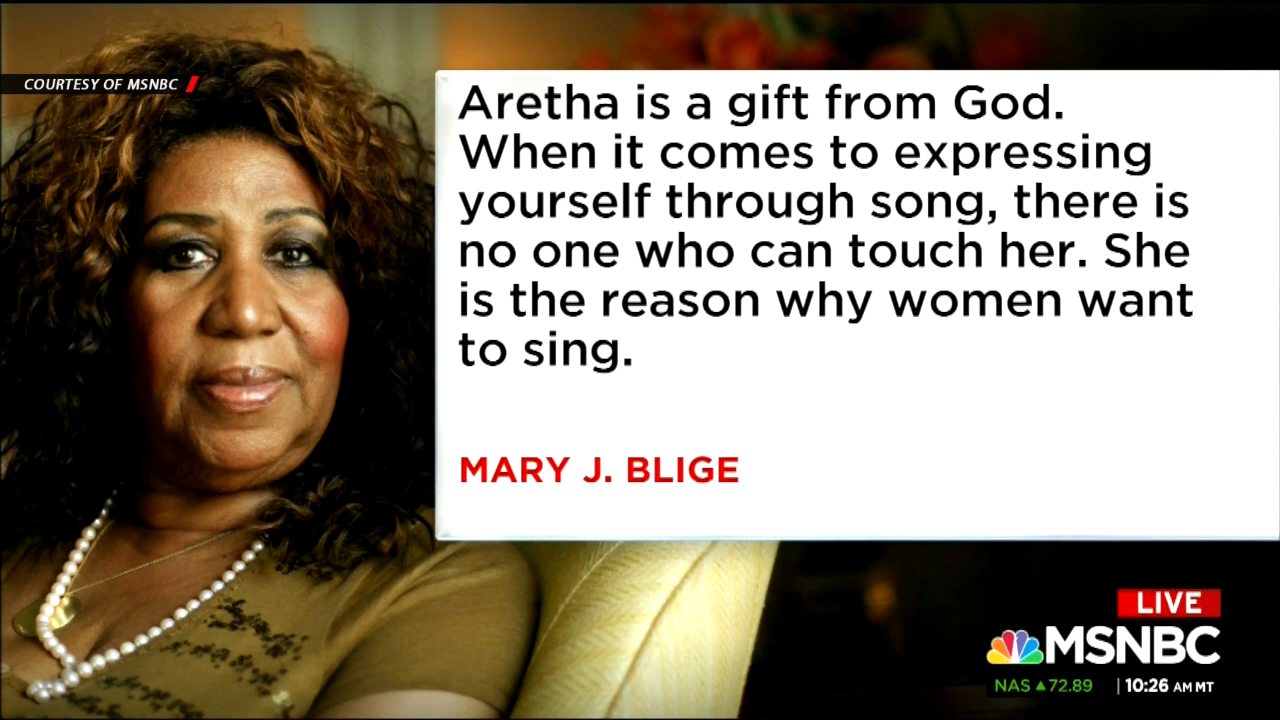 COURTESY OF MSNBC
Aretha is a gift from God.
When it comes to expressing
yourself through song, there is
no one who can touch her. She
is the reason why women want
to sing.
MARY J. BLIGE
LIVE
MSNBC
NAS ▲72.89 | 10:26 AM MT